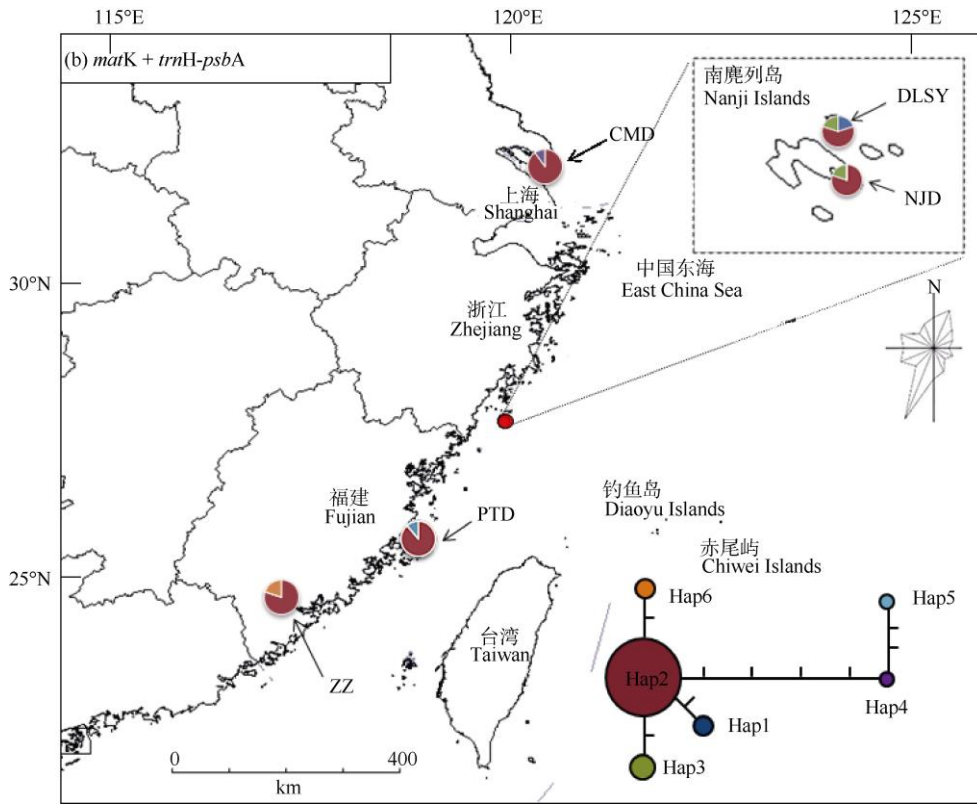 115°E
120°E
125°E
(b) matK + trnH-psbA
南麂列岛
Nanji Islands
DLSY
NJD
CMD
上海
Shanghai
30°N
中国东海
East China Sea
浙江
Zhejiang
N
福建
Fujian
PTD
钓鱼岛
Diaoyu Islands
赤尾屿
Chiwei Islands
25°N
Hap6
Hap5
台湾
Taiwan
ZZ
Hap2
Hap4
Hap1
Hap3
0
400
km